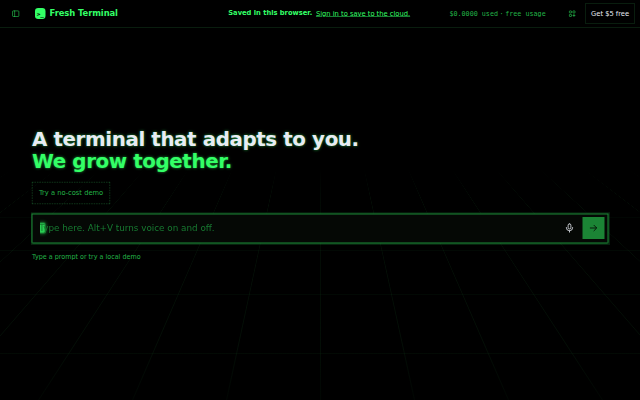 Fresh Terminal
Saved in this browser. Sign in to save to the cloud.
$0.0000 used · free usage
Get $5 free
A terminal that adapts to you.
We grow together.
Try a no-cost demo
Type here. Alt+V turns voice on and off.
Type a prompt or try a local demo